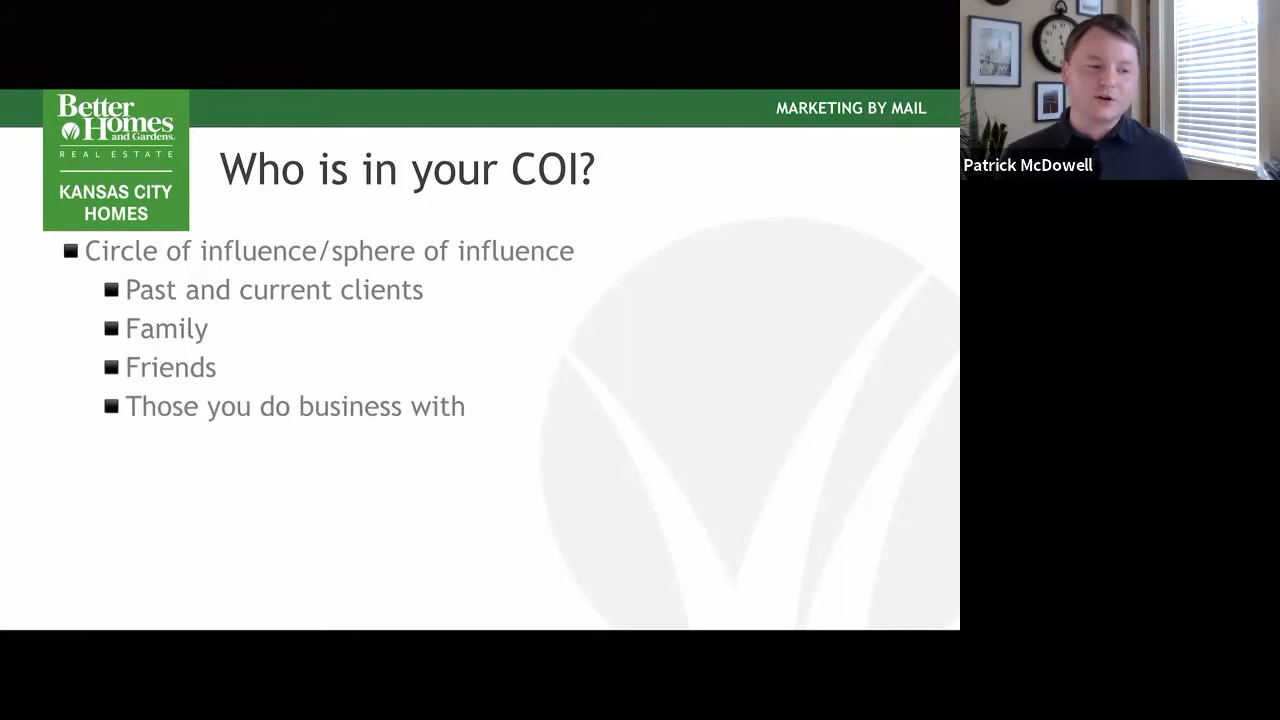 MARKETING BY MAIL
Better
Homes
and Gardens.
REAL ESTATE
KANSAS CITY
HOMES
Who is in your COI?
Circle of influence/sphere of influence
Past and current clients
Family
Friends
Those you do business with
Patrick McDowell